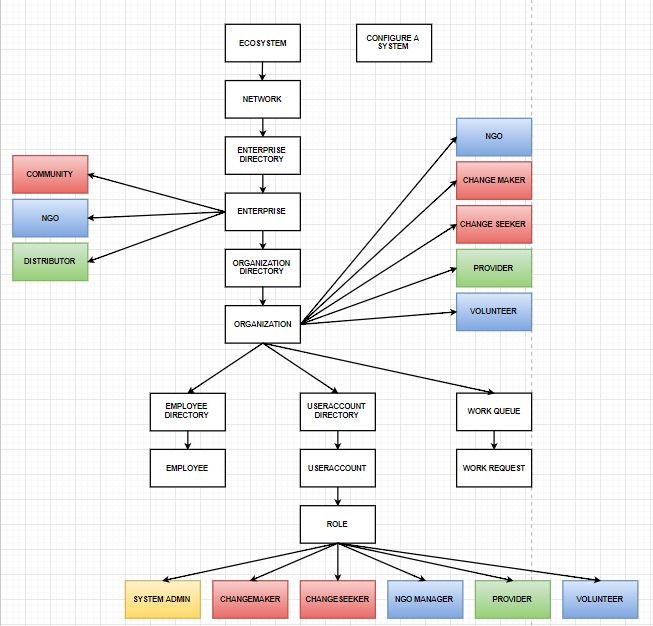 ECOSYSTEM
CONFIGURE A
SYSTEM
NETWORK
NGO
ENTERPRISE
DIRECTORY
COMMUNITY
CHANGE MAKER
NGO
ENTERPRISE
CHANGE SEEKER
DISTRIBUTOR
ORGANIZATION
DIRECTORY
PROVIDER
ORGANIZATION
VOLUNTEER
EMPLOYEE
DIRECTORY
USERACCOUNT
DIRECTORY
WORK QUEUE
EMPLOYEE
USERACCOUNT
WORK REQUEST
ROLE
SYSTEM ADMIN
CHANGEMAKER
CHANGESEEKER
NGO MANAGER
PROVIDER
VOLUNTEER